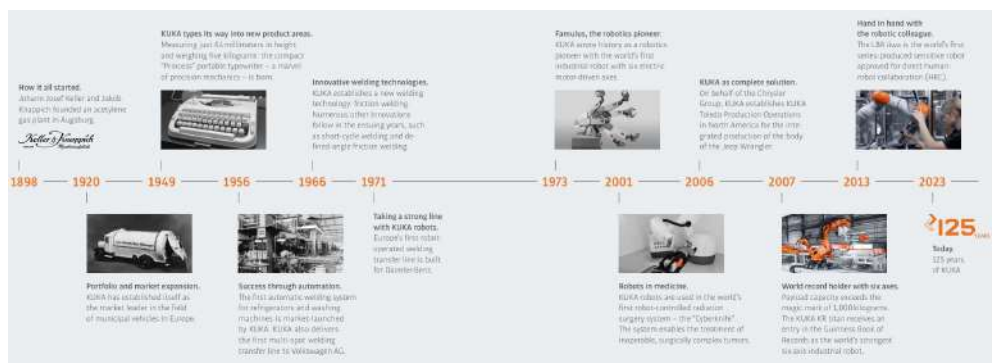 KUKA types its way into new product areas.
Measuring just 64 millimeters in height
and weighing five kilograms: the compact
"Princess" portable typewriter – a marvel
of precision mechanics – is born.
Famulus, the robotics pioneer.
KUKA wrote history as a robotics
pioneer with the world's first
industrial robot with six electric
motor-driven axes.
Hand in hand with
the robotic colleague.
The LBR iiwa is the world's first
series-produced sensitive robot
approved for direct human-
robot collaboration (HRC).
How it all started.
Johann Josef Keller and Jakob
Knappich founded an acetylene
gas plant in Augsburg.
Keller & Knappich
Innovative welding technologies.
KUKA establishes a new welding
technology: friction welding.
Numerous other innovations
follow in the ensuing years, such
as short-cycle welding and de-
fined angle friction welding.
KUKA as complete solution.
On behalf of the Chrysler
Group, KUKA establishes KUKA
Toledo Production Operations
in North America for the inte-
grated production of the body
of the Jeep Wrangler.
1898 1920 1949 1956 1966 1971 1973 2001 2006 2007 2013 2023
Portfolio and market expansion.
KUKA has established itself as
the market leader in the field
of municipal vehicles in Europe.
Success through automation.
The first automatic welding system
for refrigerators and washing
machines is market launched
by KUKA. KUKA also delivers
the first multi-spot welding
transfer line to Volkswagen AG.
Taking a strong line
with KUKA robots.
Europe's first robot-
operated welding
transfer line is built
for Daimler-Benz.
Robots in medicine.
KUKA robots are used in the world's
first robot-controlled radiation
surgery system – the "Cyberknife".
The system enables the treatment of
inoperable, surgically complex tumors.
World record holder with six axes.
Payload capacity exceeds the
magic mark of 1,000 kilograms.
The KUKA KR titan receives an
entry in the Guinness Book of
Records as the world's strongest
six-axis industrial robot.
125 YEARS
Today.
125 years
of KUKA